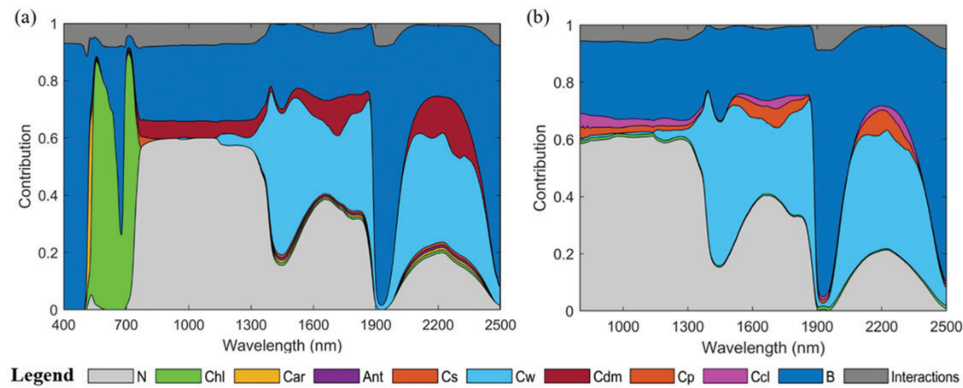 (a)
1
0.8
0.6
0.4
0.2
0
Contribution
400 700 1000 1300 1600 1900 2200 2500
Wavelength (nm)
(b)
1
0.8
0.6
0.4
0.2
0
Contribution
1000 1300 1600 1900 2200 2500
Wavelength (nm)
Legend N Chl Car Ant Cs Cw Cdm Cp Ccl B Interactions